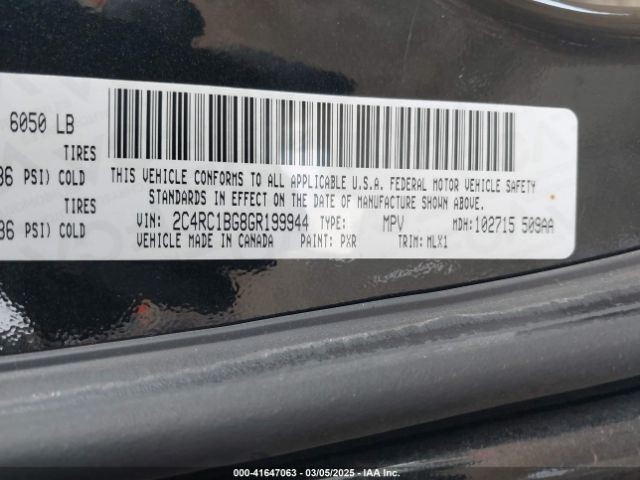 6050 LB
TIRES
36 PSI) COLD
TIRES
36 PSI) COLD
THIS VEHICLE CONFORMS TO ALL APPLICABLE U.S.A. FEDERAL MOTOR VEHICLE SAFETY
STANDARDS IN EFFECT ON THE DATE OF MANUFACTURE SHOWN ABOVE.
VIN: 2C4RC1BG8GR199944 TYPE: MPV MDH:102715 509AA
VEHICLE MADE IN CANADA PAINT: PXR TRIM: MLX1
000-41647063 — 03/05/2025 — IAA Inc.